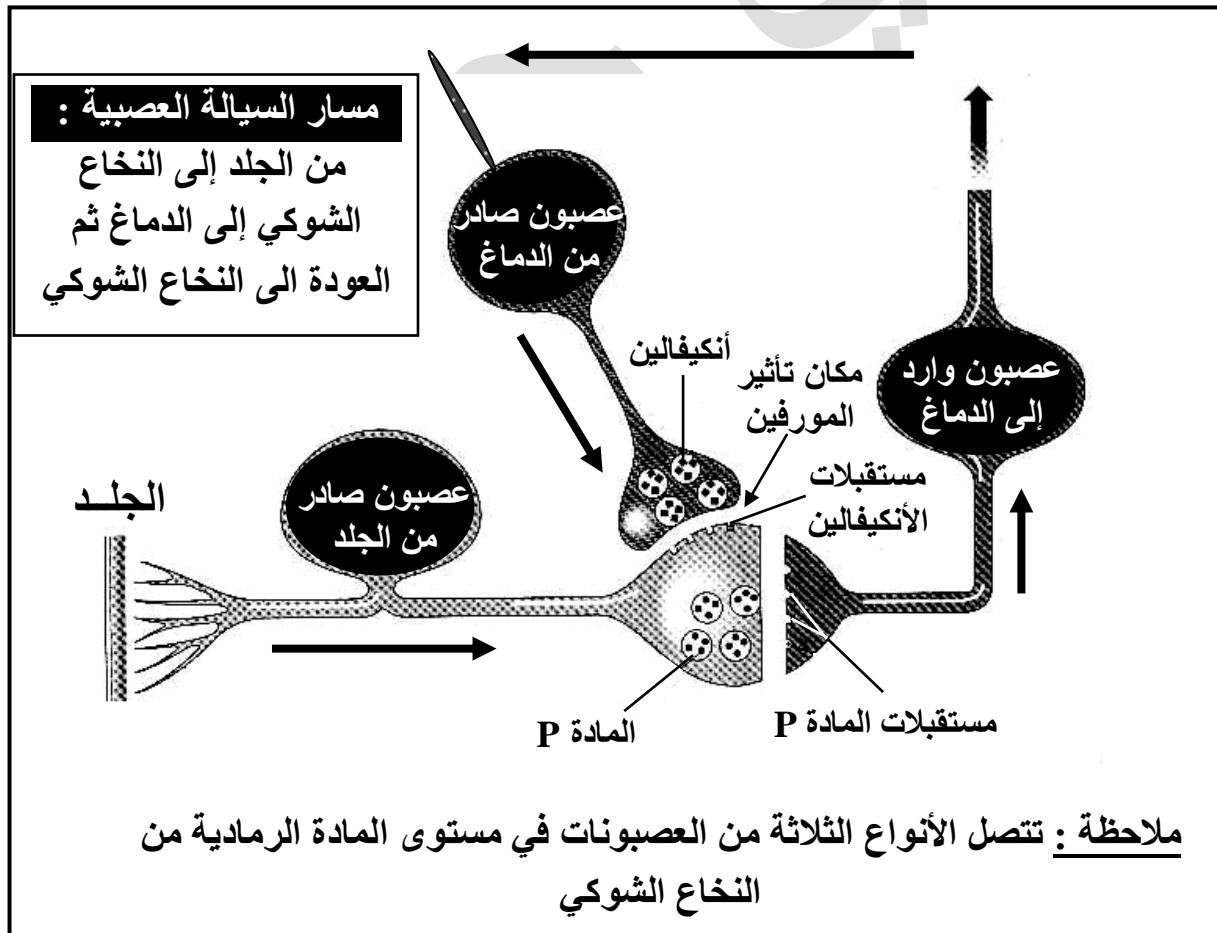 مسار السيالة العصبية :
من الجلد إلى النخاع
الشوكي إلى الدماغ ثم
العودة الى النخاع الشوكي
عصبون صادر
من الدماغ
أنكيفالين
مكان تأثير
المورفين
عصبون وارد
إلى الدماغ
مستقبلات
الأنكيفالين
الجلــد
عصبون صادر
من الجلد
المادة P
مستقبلات المادة P
ملاحظة : تتصل الأنواع الثلاثة من العصبونات في مستوى المادة الرمادية من
النخاع الشوكي